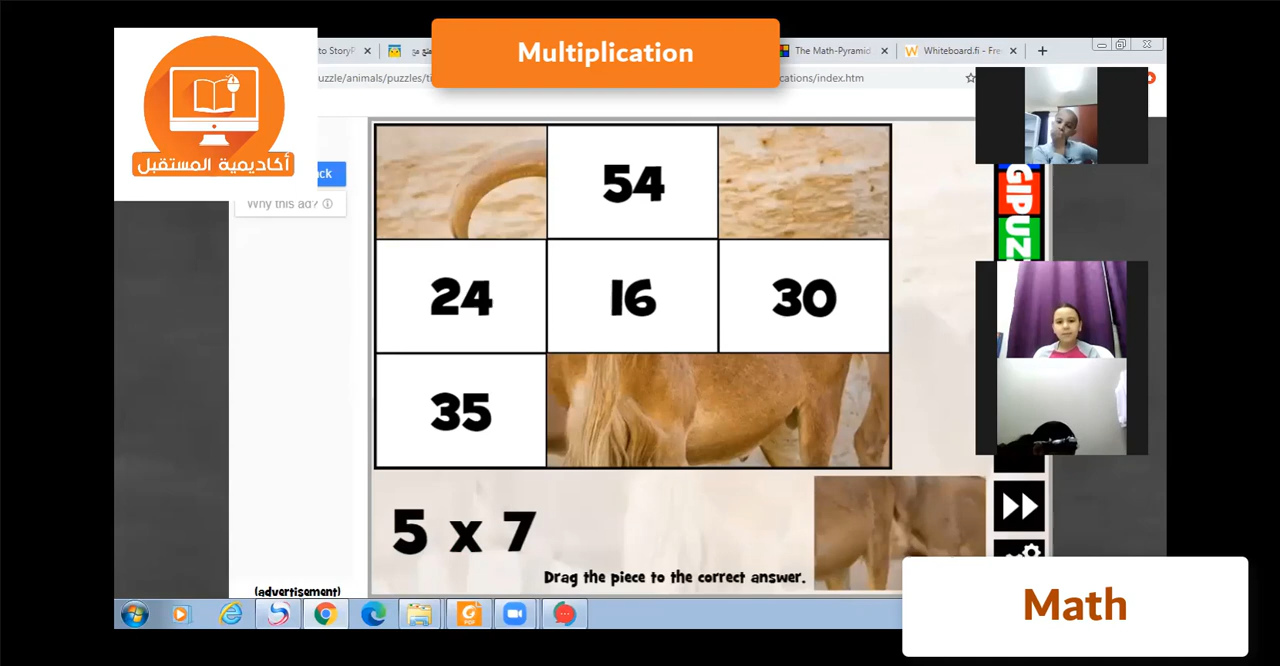 Multiplication
to StoryP
The Math-Pyramid
Whiteboard.fi - Fre
uzzle/animals/puzzles/ti
cations/index.htm
أكاديمية المستقبل
ck
Why this ad?
GIPUZ
54
24 16 30
35
5 x 7
Drag the piece to the correct answer.
(advertisement)
PDF
Math